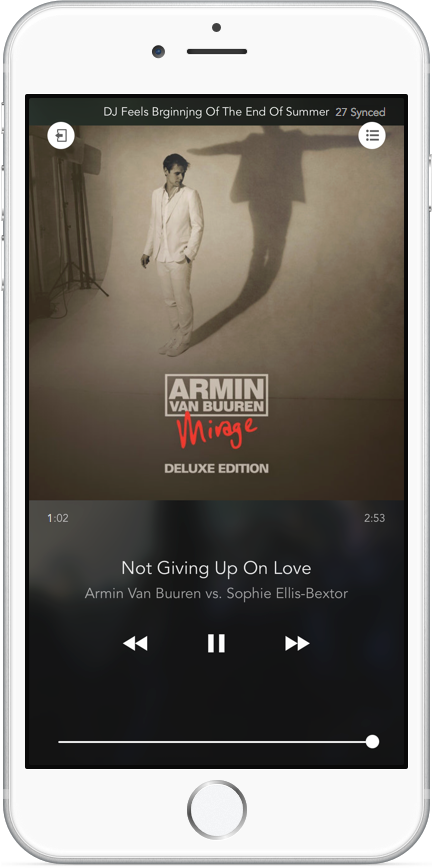 DJ Feels Brginnjng Of The End Of Summer 27 Synced
ARMIN
VAN BUUREN
Mirage
DELUXE EDITION
1:02 2:53
Not Giving Up On Love
Armin Van Buuren vs. Sophie Ellis-Bextor